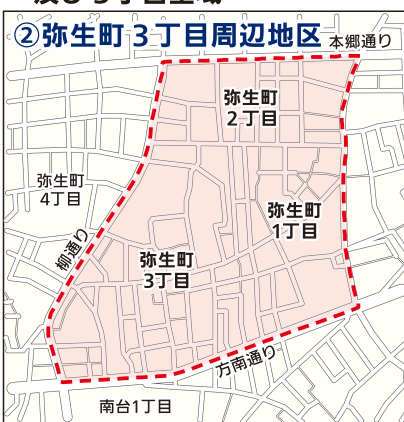 ②弥生町3丁目周辺地区
本郷通り
弥生町
2丁目
弥生町
4丁目
弥生町
1丁目
柳通り
弥生町
3丁目
方南通り
南台1丁目